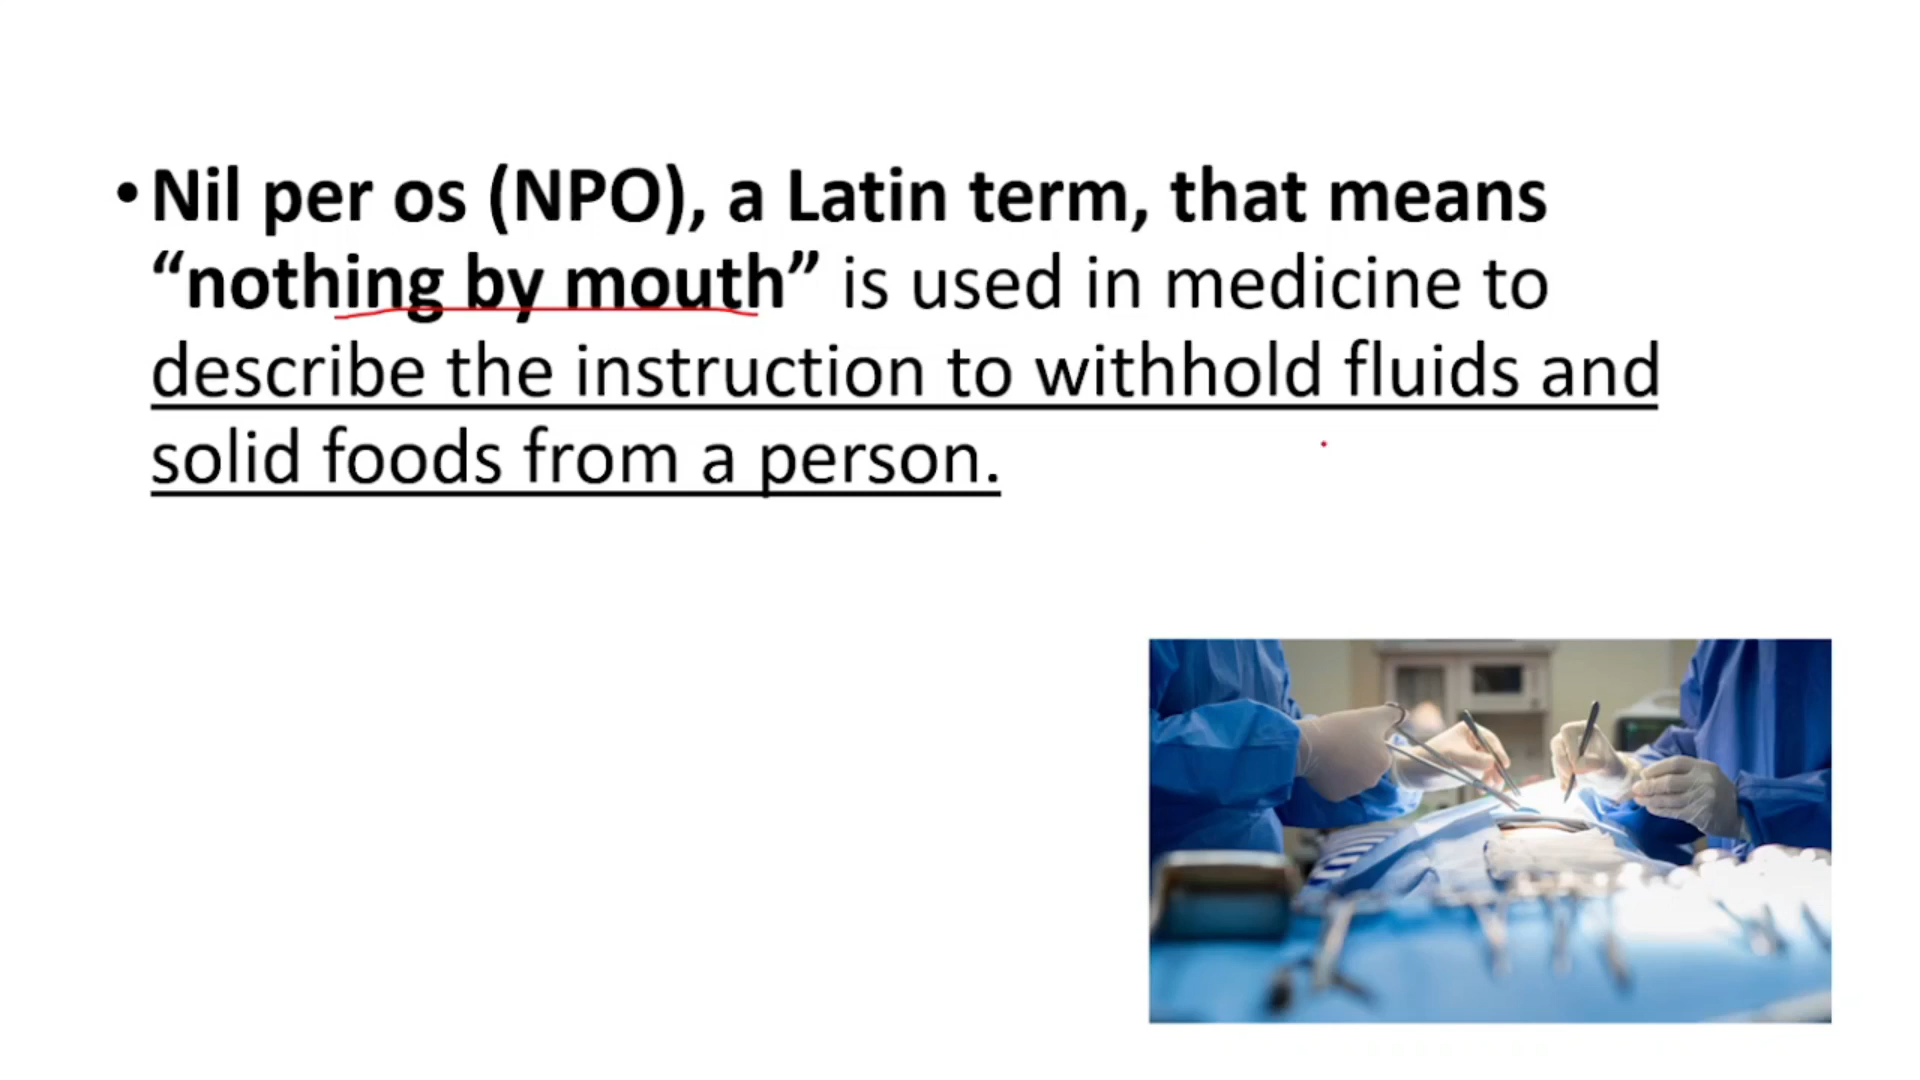 • Nil per os (NPO), a Latin term, that means
“nothing by mouth” is used in medicine to
describe the instruction to withhold fluids and
solid foods from a person.